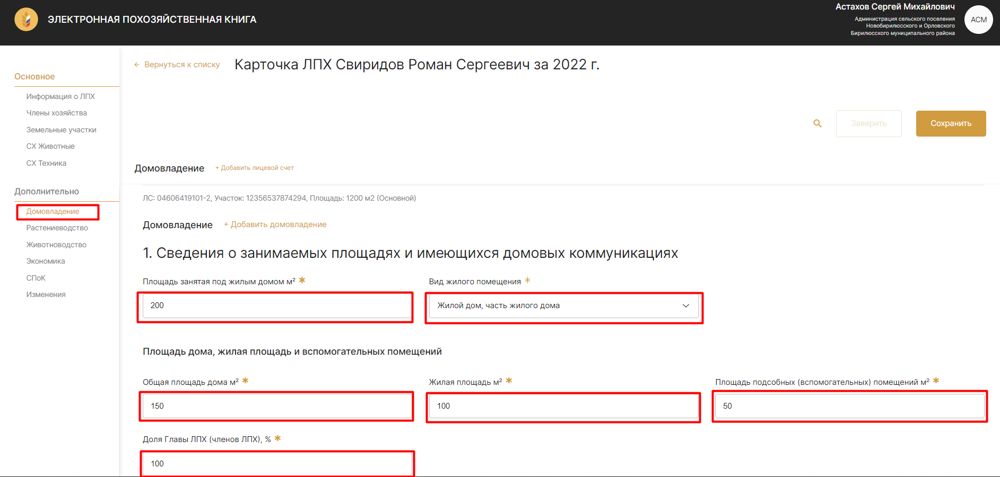 ЭЛЕКТРОННАЯ ПОХОЗЯЙСТВЕННАЯ КНИГА
Астахов Сергей Михайлович
Администрация сельского поселения
Новобирилюсского и Орловского
Бирилюсского муниципального района
АСМ
Основное
Информация о ЛПХ
Члены хозяйства
Земельные участки
СХ Животные
СХ Техника
Дополнительно
Домовладение
Растениеводство
Животноводство
Экономика
СПоК
Изменения
← Вернуться к списку
Карточка ЛПХ Свиридов Роман Сергеевич за 2022 г.
Заверить
Сохранить
Домовладение + Добавить лицевой счет
ЛС: 04606419101-2, Участок: 12356537874294, Площадь: 1200 м2 (Основной)
Домовладение + Добавить домовладение
1. Сведения о занимаемых площадях и имеющихся домовых коммуникациях
Площадь занятая под жилым домом м² *
200
Вид жилого помещения *
Жилой дом, часть жилого дома
Площадь дома, жилая площадь и вспомогательных помещений
Общая площадь дома м² *
150
Жилая площадь м² *
100
Площадь подсобных (вспомогательных) помещений м² *
50
Доля Главы ЛПХ (членов ЛПХ), % *
100